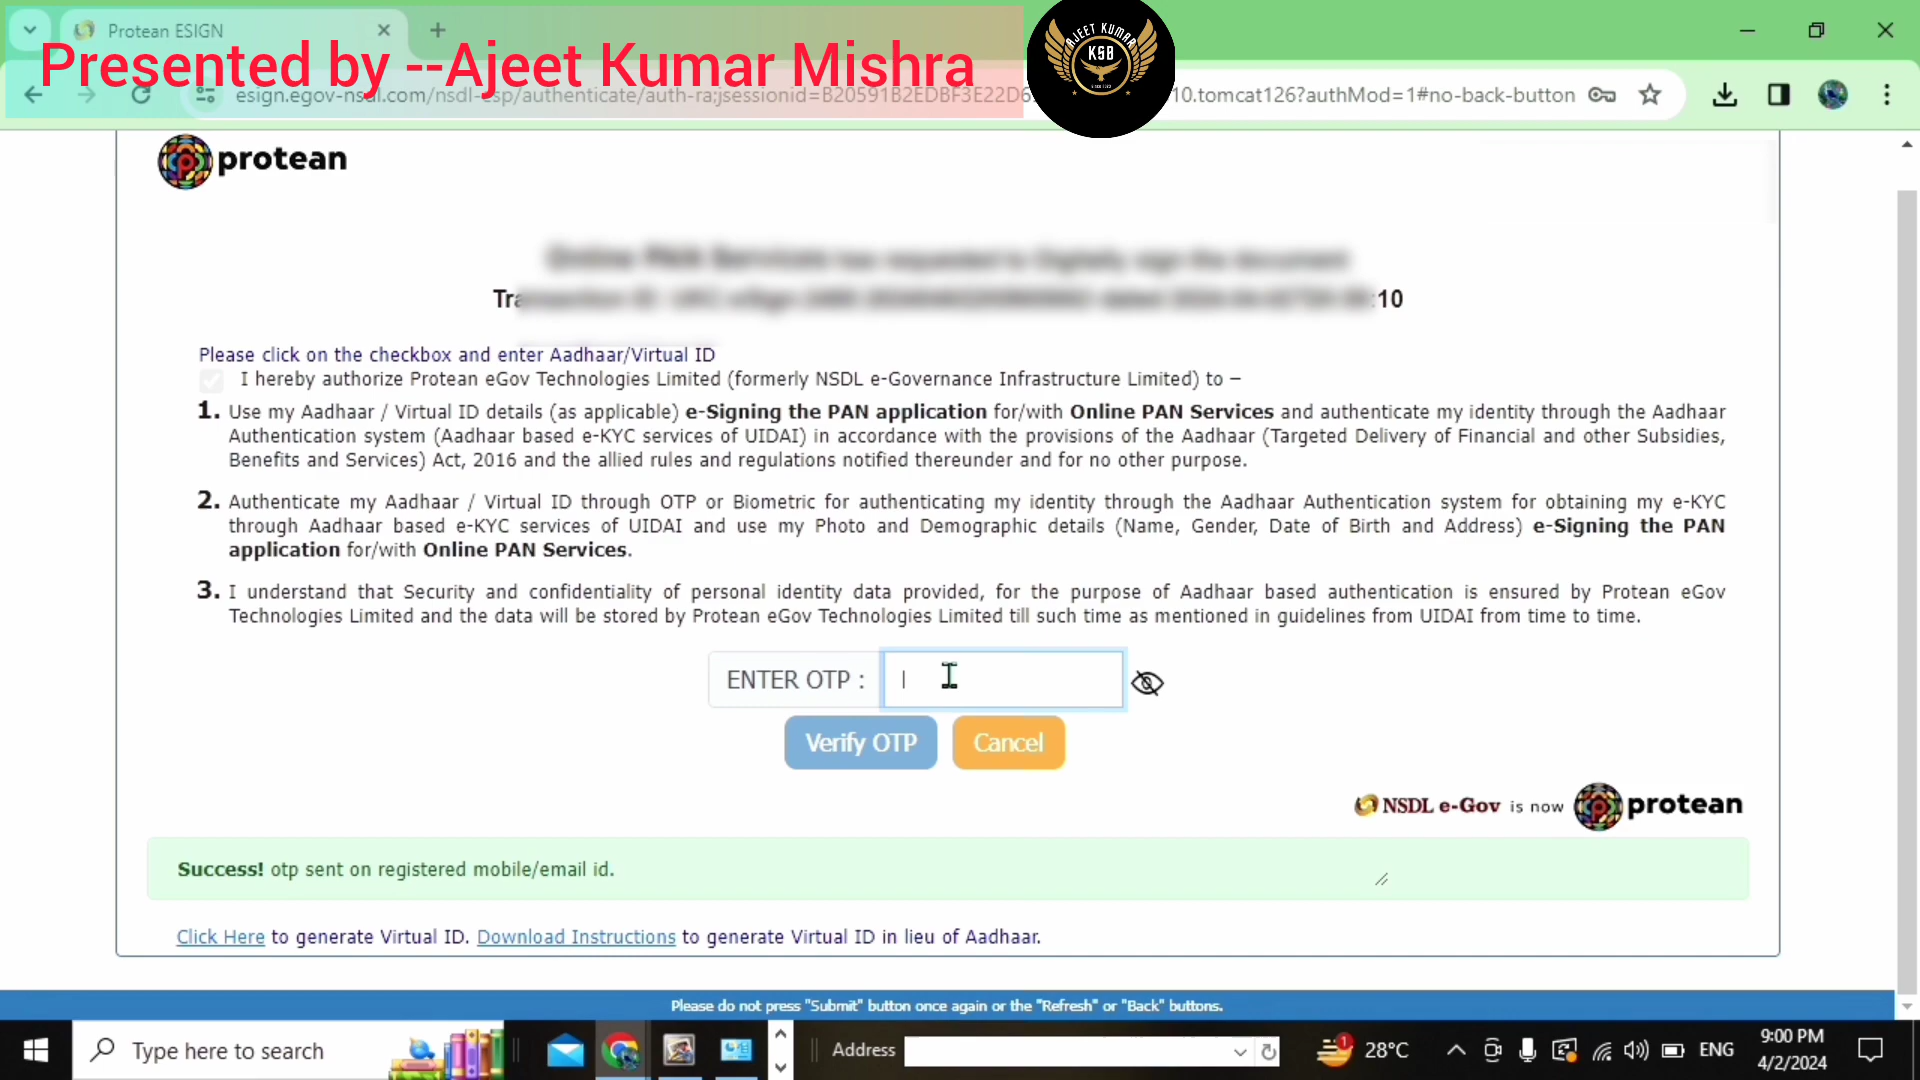 Protean ESIGN
Presented by --Ajeet Kumar Mishra
AJEET KUMAR
KSB
esign.egov-nsdl.com/nsdl-esp/authenticate/auth-ra;jsessionid=B20591B2EDBF3E22D6 10.tomcat126?authMod=1#no-back-button
protean
Tra :10
Please click on the checkbox and enter Aadhaar/Virtual ID
I hereby authorize Protean eGov Technologies Limited (formerly NSDL e-Governance Infrastructure Limited) to –
1. Use my Aadhaar / Virtual ID details (as applicable) e-Signing the PAN application for/with Online PAN Services and authenticate my identity through the Aadhaar
Authentication system (Aadhaar based e-KYC services of UIDAI) in accordance with the provisions of the Aadhaar (Targeted Delivery of Financial and other Subsidies,
Benefits and Services) Act, 2016 and the allied rules and regulations notified thereunder and for no other purpose.
2. Authenticate my Aadhaar / Virtual ID through OTP or Biometric for authenticating my identity through the Aadhaar Authentication system for obtaining my e-KYC
through Aadhaar based e-KYC services of UIDAI and use my Photo and Demographic details (Name, Gender, Date of Birth and Address) e-Signing the PAN
application for/with Online PAN Services.
3. I understand that Security and confidentiality of personal identity data provided, for the purpose of Aadhaar based authentication is ensured by Protean eGov
Technologies Limited and the data will be stored by Protean eGov Technologies Limited till such time as mentioned in guidelines from UIDAI from time to time.
ENTER OTP :
Verify OTP Cancel
NSDL e-Gov is now protean
Success! otp sent on registered mobile/email id.
Click Here to generate Virtual ID. Download Instructions to generate Virtual ID in lieu of Aadhaar.
Please do not press "Submit" button once again or the "Refresh" or "Back" buttons.
Type here to search
Address
1
28°C
ENG
9:00 PM
4/2/2024